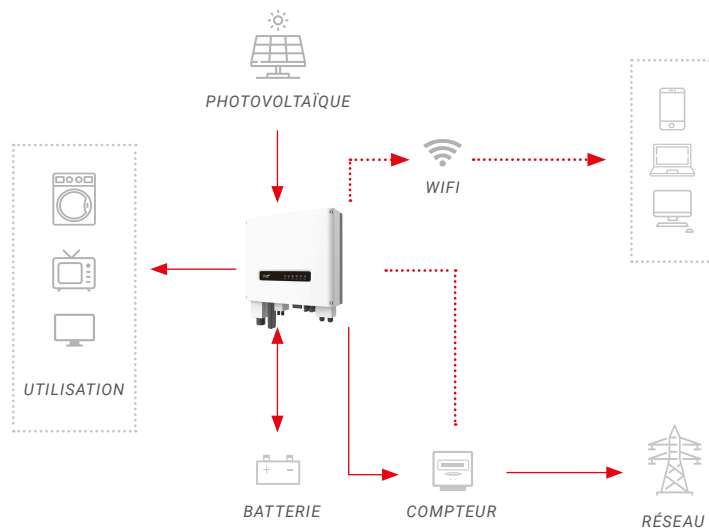 PHOTOVOLTAÏQUE
WIFI
UTILISATION
BATTERIE
COMPTEUR
RÉSEAU